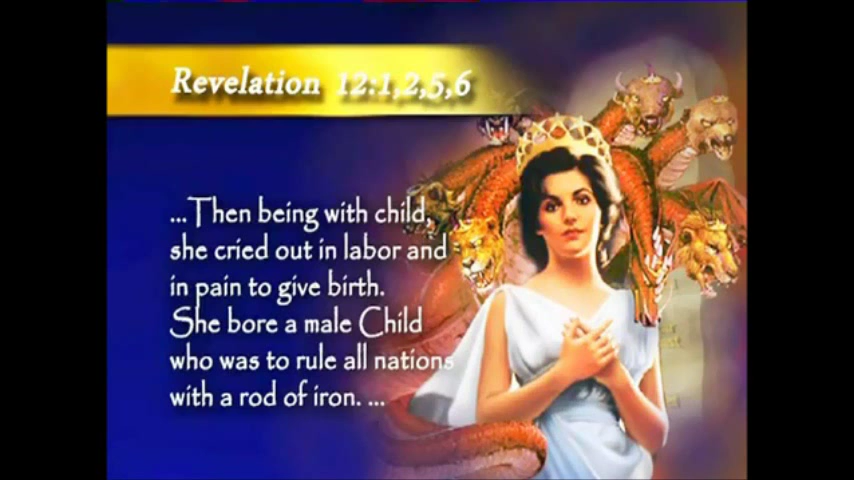 Revelation 12:1,2,5,6
...Then being with child,
she cried out in labor and
in pain to give birth.
She bore a male Child
who was to rule all nations
with a rod of iron. ...